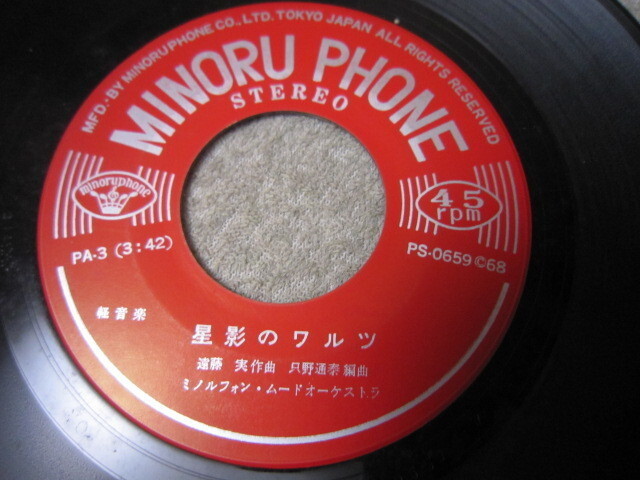 MFD. BY MINORUPHONE CO., LTD. TOKYO JAPAN ALL RIGHTS RESERVED
MINORU PHONE
STEREO
minoruphone
45
rpm
PA-3 (3:42)
PS-0659©68
軽音楽
星影のワルツ
遠藤 実作曲 只野通泰編曲
ミノルフォン・ムードオーケストラ